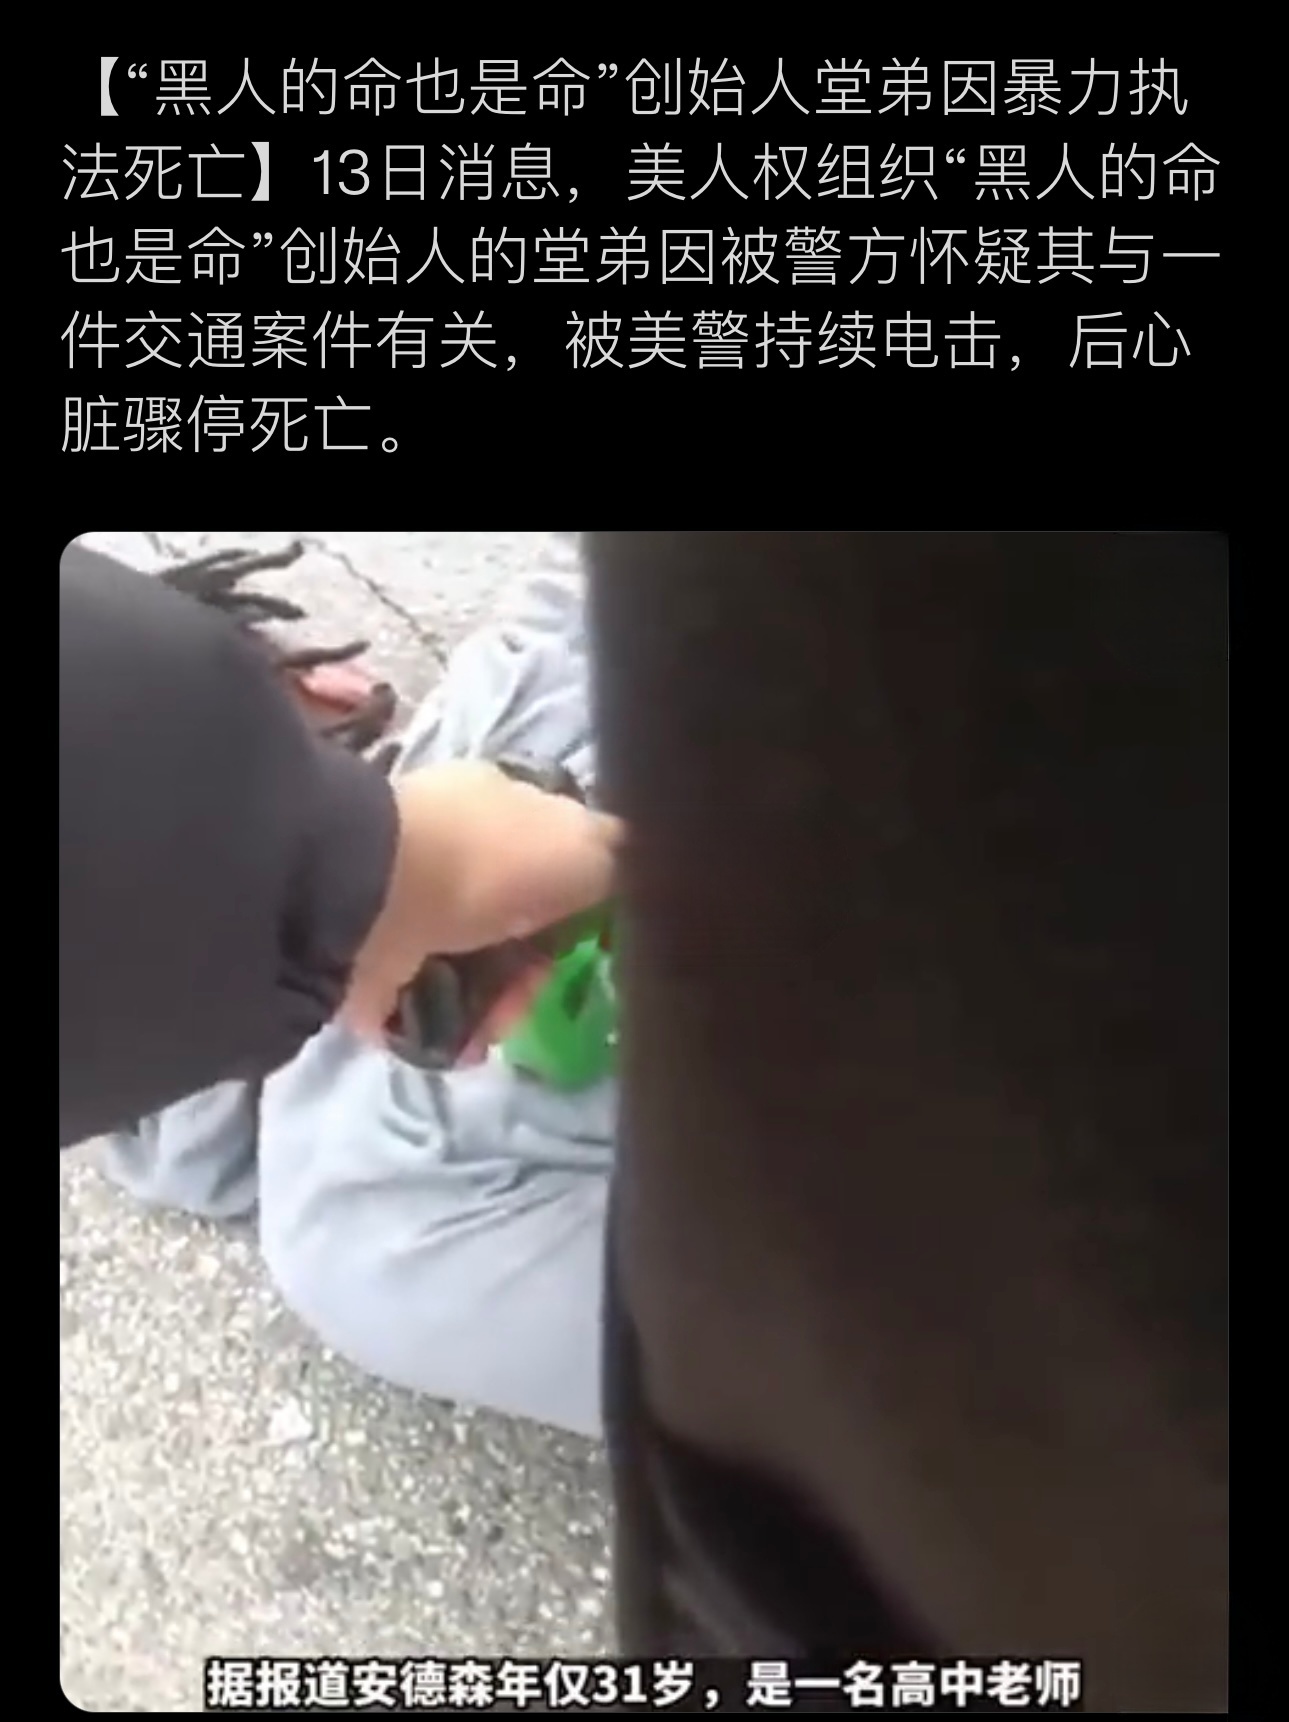 【“黑人的命也是命”创始人堂弟因暴力执
法死亡】13日消息，美人权组织“黑人的命
也是命”创始人的堂弟因被警方怀疑其与一
件交通案件有关，被美警持续电击，后心
脏骤停死亡。
据报道安德森年仅31岁，是一名高中老师